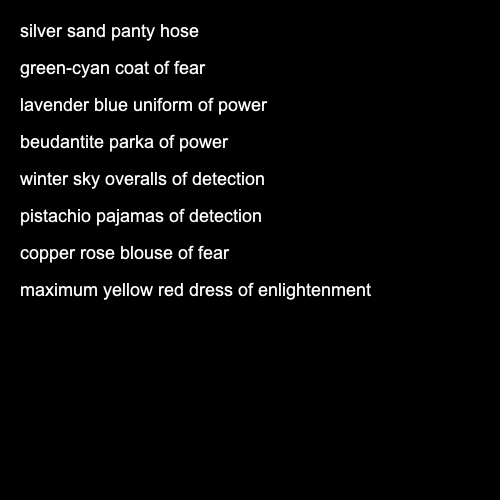 silver sand panty hose
green-cyan coat of fear
lavender blue uniform of power
beudantite parka of power
winter sky overalls of detection
pistachio pajamas of detection
copper rose blouse of fear
maximum yellow red dress of enlightenment